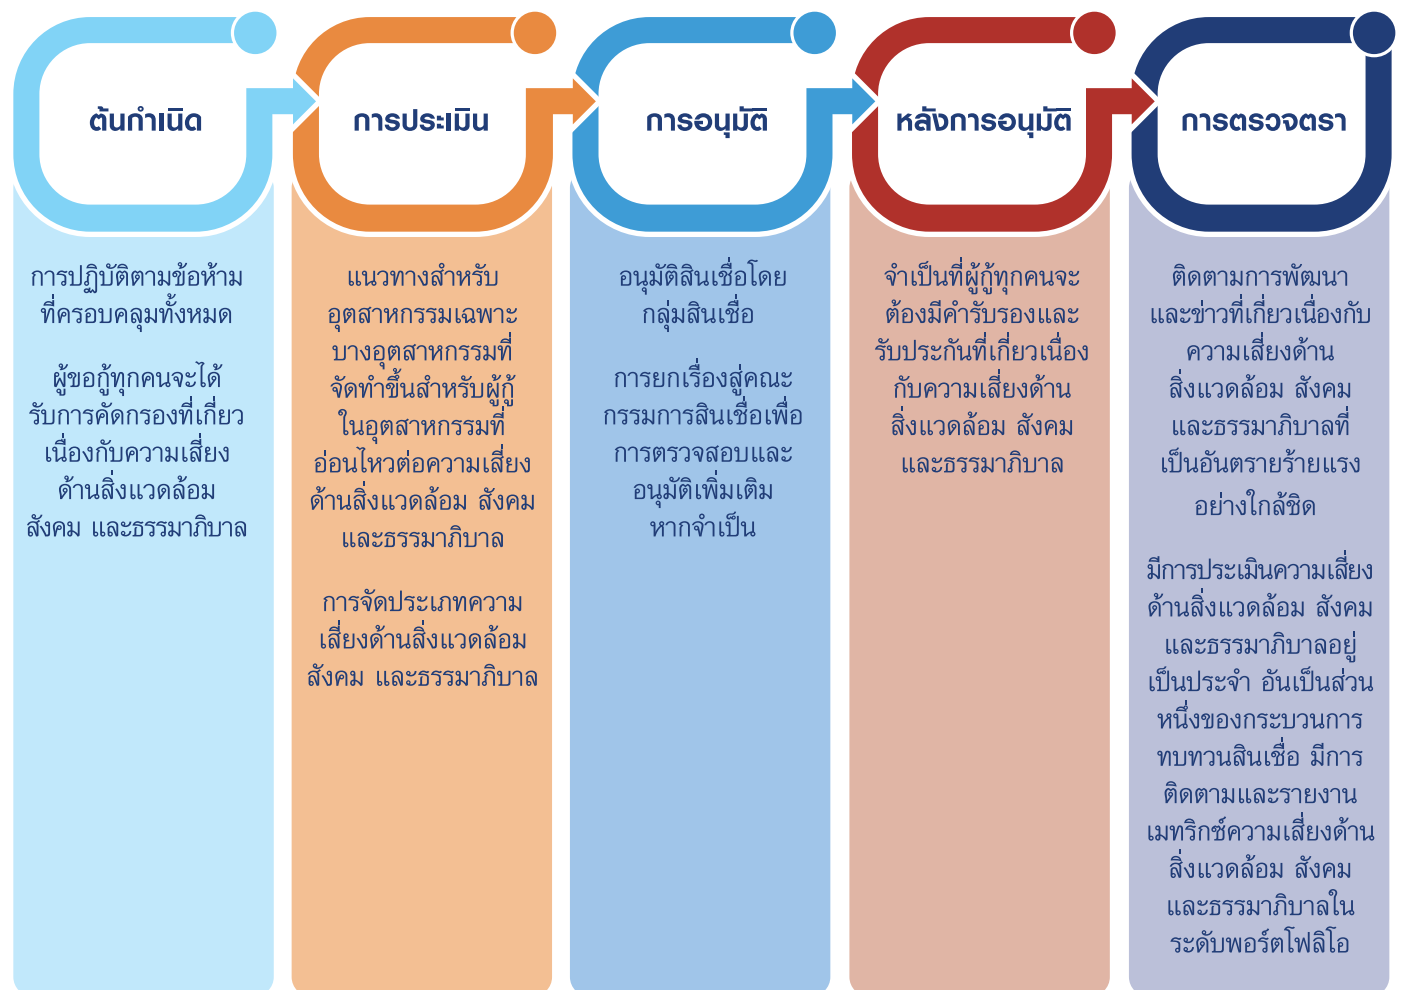 ต้นกำเนิด
การปฏิบัติตามข้อห้าม
ที่ครอบคลุมทั้งหมด
ผู้ขอกู้ทุกคนจะได้
รับการคัดกรองที่เกี่ยว
เนื่องกับความเสี่ยง
ด้านสิ่งแวดล้อม
สังคม และธรรมาภิบาล
การประเมิน
แนวทางสำหรับ
อุตสาหกรรมเฉพาะ
บางอุตสาหกรรมที่
จัดทำขึ้นสำหรับผู้กู้
ในอุตสาหกรรมที่
อ่อนไหวต่อความเสี่ยง
ด้านสิ่งแวดล้อม สังคม
และธรรมาภิบาล
การจัดประเภทความ
เสี่ยงด้านสิ่งแวดล้อม
สังคม และธรรมาภิบาล
การอนุมัติ
อนุมัติสินเชื่อโดย
กลุ่มสินเชื่อ
การยกเรื่องสู่คณะ
กรรมการสินเชื่อเพื่อ
การตรวจสอบและ
อนุมัติเพิ่มเติม
หากจำเป็น
หลังการอนุมัติ
จำเป็นที่ผู้กู้ทุกคนจะ
ต้องมีคำรับรองและ
รับประกันที่เกี่ยวเนื่อง
กับความเสี่ยงด้าน
สิ่งแวดล้อม สังคม
และธรรมาภิบาล
การตรวจตรา
ติดตามการพัฒนา
และข่าวที่เกี่ยวเนื่องกับ
ความเสี่ยงด้าน
สิ่งแวดล้อม สังคม
และธรรมาภิบาลที่
เป็นอันตรายร้ายแรง
อย่างใกล้ชิด
มีการประเมินความเสี่ยง
ด้านสิ่งแวดล้อม สังคม
และธรรมาภิบาลอยู่
เป็นประจำ อันเป็นส่วน
หนึ่งของกระบวนการ
ทบทวนสินเชื่อ มีการ
ติดตามและรายงาน
เมทริกซ์ความเสี่ยงด้าน
สิ่งแวดล้อม สังคม
และธรรมาภิบาลใน
ระดับพอร์ตโฟลิโอ